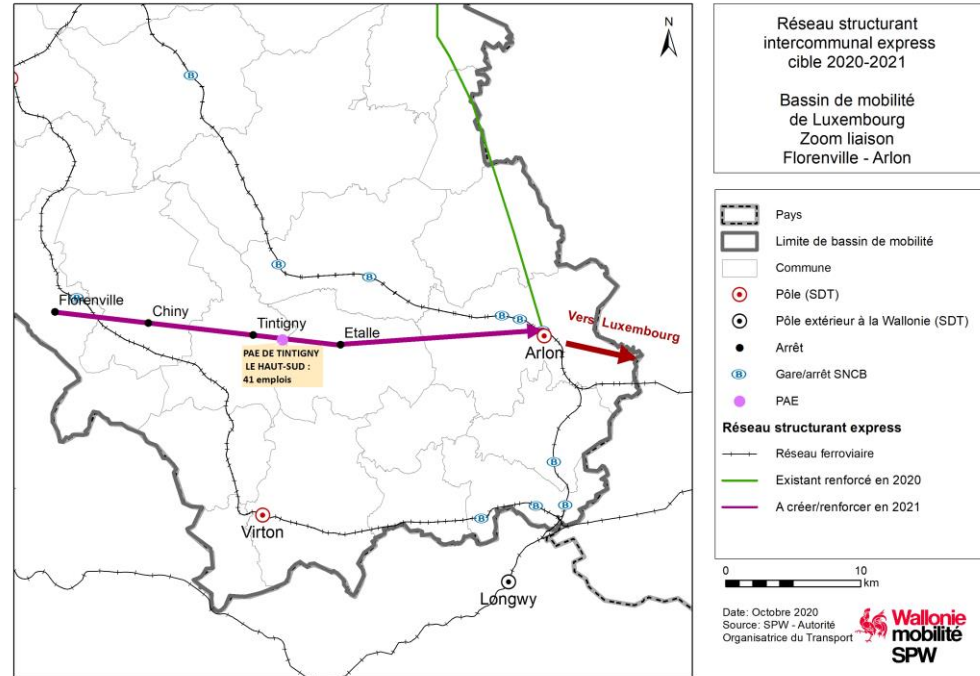 Réseau structurant
intercommunal express
cible 2020-2021
Bassin de mobilité
de Luxembourg
Zoom liaison
Florenville - Arlon
N
Florenville
Chiny
Tintigny
Etalle
PAE DE TINTIGNY
LE HAUT-SUD :
41 emplois
Arlon
Vers Luxembourg
Virton
Longwy
B
B
B
B
B
B
B
B
B
B
Pays
Limite de bassin de mobilité
Commune
Pôle (SDT)
Pôle extérieur à la Wallonie (SDT)
Arrêt
B
Gare/arrêt SNCB
PAE
Réseau structurant express
Réseau ferroviaire
Existant renforcé en 2020
A créer/renforcer en 2021
0 10
km
Date: Octobre 2020
Source: SPW - Autorité
Organisatrice du Transport
Wallonie
mobilité
SPW